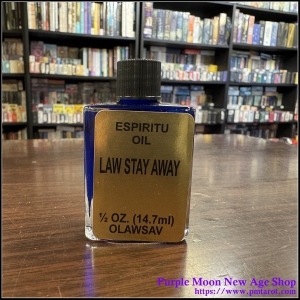 ESPIRITU
OIL
LAW STAY AWAY
½ OZ. (14.7ml)
OLAWSAV
Purple Moon New Age Shop
https://www.pmtarot.com